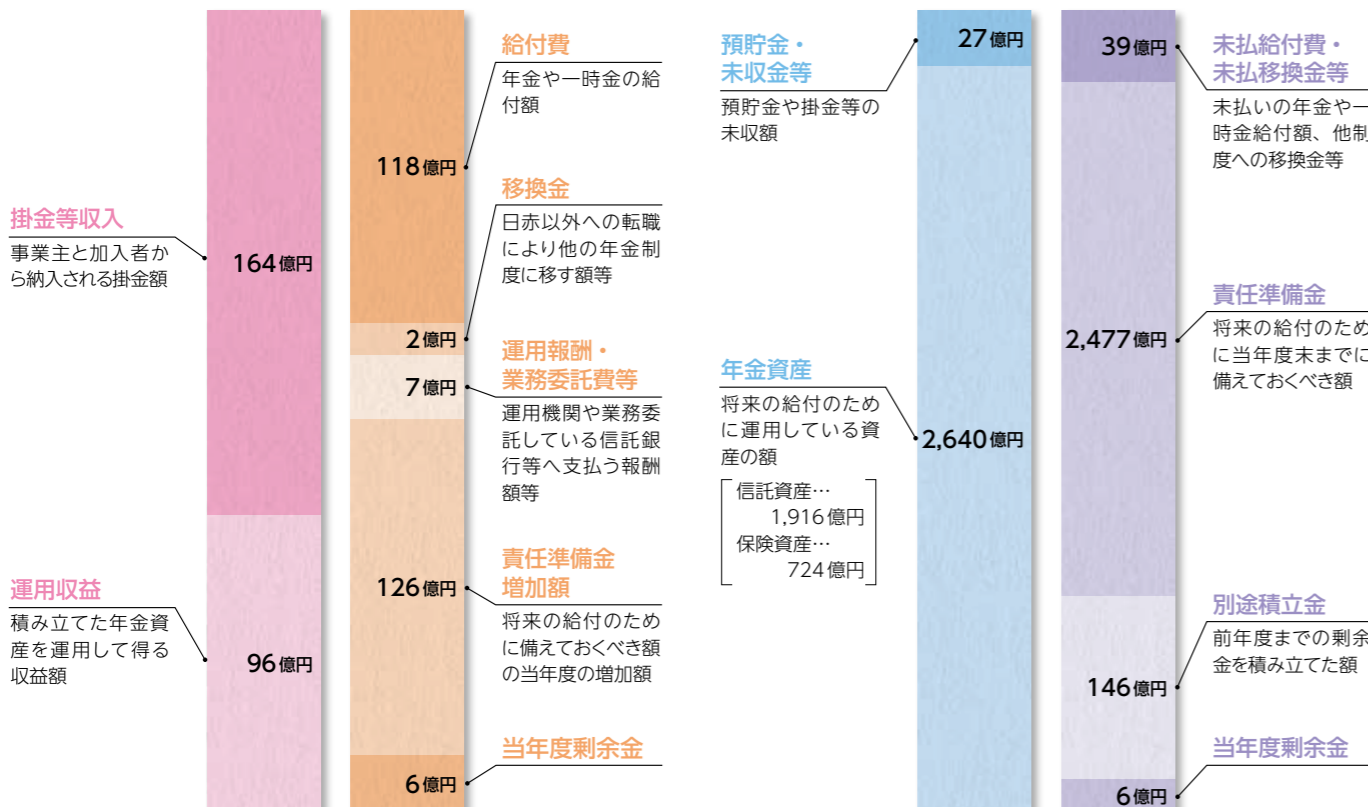 掛金等収入
事業主と加入者か
ら納入される掛金額
164億円
運用収益
積み立てた年金資
産を運用して得る
収益額
96億円
給付費
年金や一時金の給
付額
118億円
移換金
日赤以外への転職
により他の年金制
度に移す額等
2億円
運用報酬・
業務委託費等
運用機関や業務委
託している信託銀
行等へ支払う報酬
額等
7億円
責任準備金
増加額
将来の給付のため
に備えておくべき額
の当年度の増加額
126億円
当年度剰余金
6億円
預貯金・
未収金等
預貯金や掛金等の
未収額
27億円
年金資産
将来の給付のため
に運用している資
産の額
信託資産…
1,916億円
保険資産…
724億円
2,640億円
未払給付費・
未払移換金等
未払いの年金や一
時金給付額、他制
度への移換金等
39億円
責任準備金
将来の給付のため
に当年度末までに
備えておくべき額
2,477億円
別途積立金
前年度までの剰余
金を積み立てた額
146億円
当年度剰余金
6億円